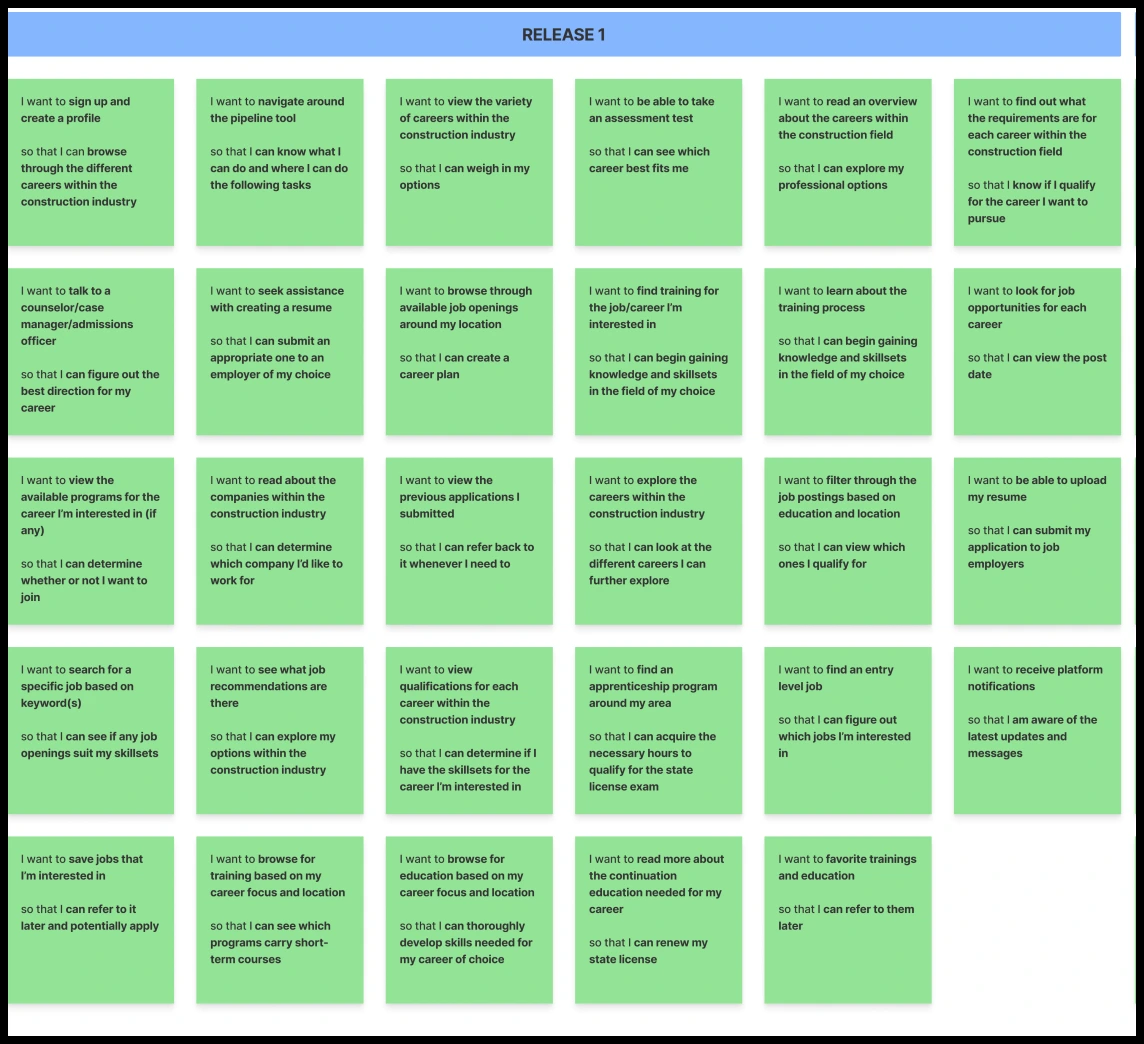 RELEASE 1
I want to sign up and
create a profile
so that I can browse
through the different
careers within the
construction industry
I want to navigate around
the pipeline tool
so that I can know what I
can do and where I can do
the following tasks
I want to view the variety
of careers within the
construction industry
so that I can weigh in my
options
I want to be able to take
an assessment test
so that I can see which
career best fits me
I want to read an overview
about the careers within
the construction field
so that I can explore my
professional options
I want to find out what
the requirements are for
each career within the
construction field
so that I know if I qualify
for the career I want to
pursue
I want to talk to a
counselor/case
manager/admissions
officer
so that I can figure out the
best direction for my
career
I want to seek assistance
with creating a resume
so that I can submit an
appropriate one to an
employer of my choice
I want to browse through
available job openings
around my location
so that I can create a
career plan
I want to find training for
the job/career I'm
interested in
so that I can begin gaining
knowledge and skillsets
in the field of my choice
I want to learn about the
training process
so that I can begin gaining
knowledge and skillsets
in the field of my choice
I want to look for job
opportunities for each
career
so that I can view the post
date
I want to view the
available programs for the
career I'm interested in (if
any)
so that I can determine
whether or not I want to
join
I want to read about the
companies within the
construction industry
so that I can determine
which company I'd like to
work for
I want to view the
previous applications I
submitted
so that I can refer back to
it whenever I need to
I want to explore the
careers within the
construction industry
so that I can look at the
different careers I can
further explore
I want to filter through the
job postings based on
education and location
so that I can view which
ones I qualify for
I want to be able to upload
my resume
so that I can submit my
application to job
employers
I want to search for a
specific job based on
keyword(s)
so that I can see if any job
openings suit my skillsets
I want to see what job
recommendations are
there
so that I can explore my
options within the
construction industry
I want to view
qualifications for each
career within the
construction industry
so that I can determine if I
have the skillsets for the
career I'm interested in
I want to find an
apprenticeship program
around my area
so that I can acquire the
necessary hours to
qualify for the state
license exam
I want to find an entry
level job
so that I can figure out
which jobs I'm interested
in
I want to receive platform
notifications
so that I am aware of the
latest updates and
messages
I want to save jobs that
I'm interested in
so that I can refer to it
later and potentially apply
I want to browse for
training based on my
career focus and location
so that I can see which
programs carry short-
term courses
I want to browse for
education based on my
career focus and location
so that I can thoroughly
develop skills needed for
my career of choice
I want to read more about
the continuation
education needed for my
career
so that I can renew my
state license
I want to favorite trainings
and education
so that I can refer to them
later